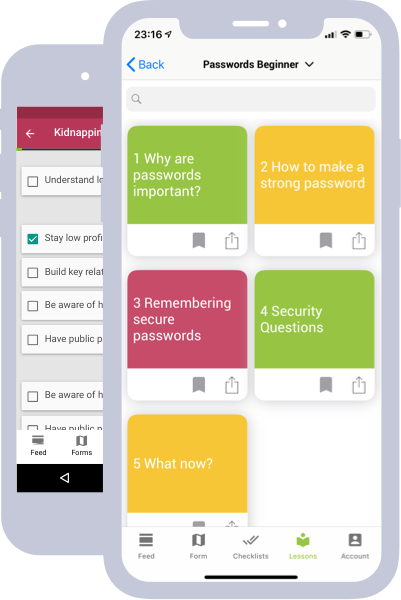 23:16
Back
Passwords Beginner
1 Why are
passwords
important?
2 How to make a
strong password
3 Remembering
secure
passwords
4 Security
Questions
5 What now?
Feed
Form
Checklists
Lessons
Account
Kidnappin
Understand le
Stay low profi
Build key relat
Be aware of h
Have public p
Be aware of h
Have public p
Feed
Forms